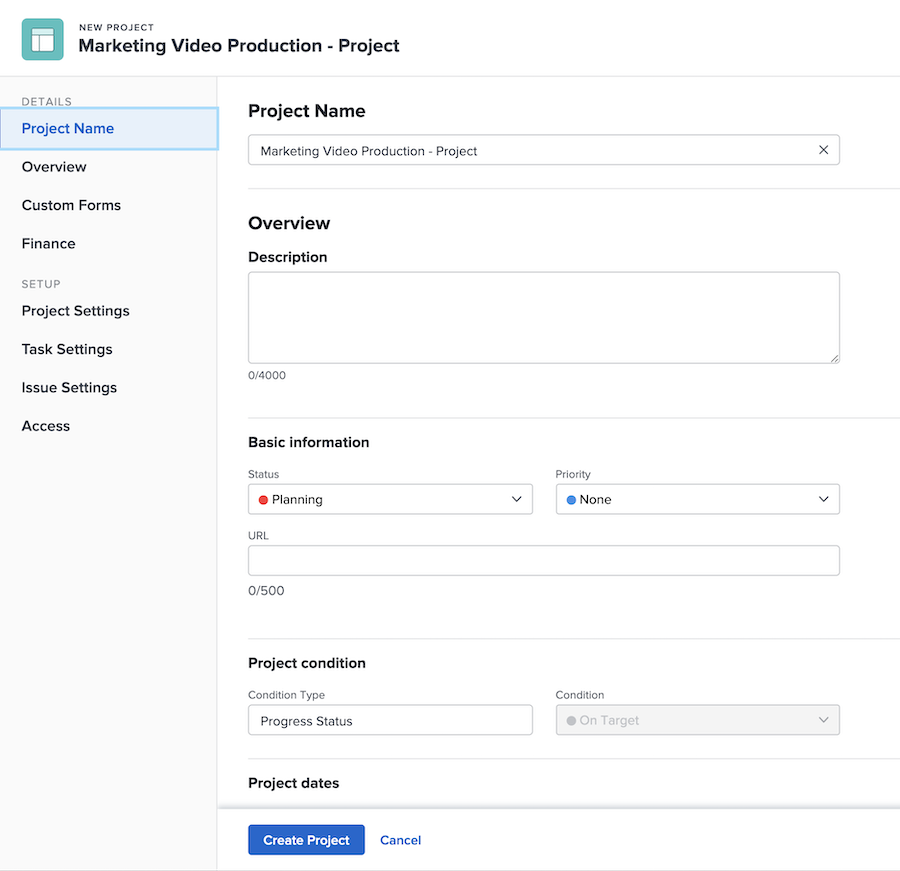 NEW PROJECT
Marketing Video Production - Project
DETAILS
Project Name
Overview
Custom Forms
Finance
SETUP
Project Settings
Task Settings
Issue Settings
Access
Project Name
Marketing Video Production - Project
Overview
Description
0/4000
Basic information
Status
Priority
Planning
None
URL
0/500
Project condition
Condition Type
Condition
Progress Status
On Target
Project dates
Create Project
Cancel